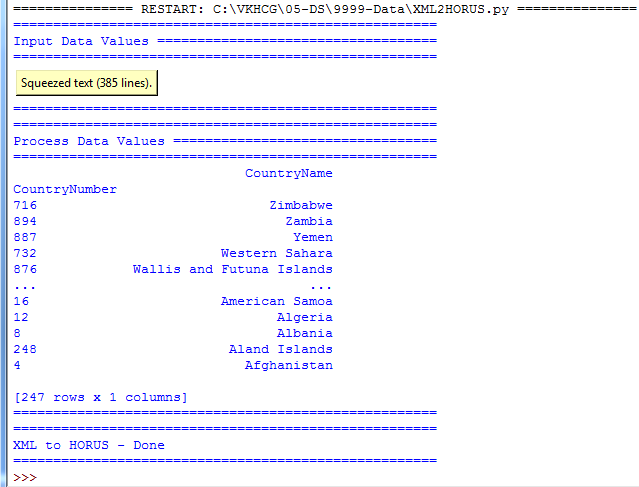 =============== RESTART: C:\VKHCG\05-DS\9999-Data\XML2HORUS.py ===============
=====================================================
Input Data Values ===================================
=====================================================
Squeezed text (385 lines).
=====================================================
=====================================================
Process Data Values =================================
=====================================================
CountryName
CountryNumber
716 Zimbabwe
894 Zambia
887 Yemen
732 Western Sahara
876 Wallis and Futuna Islands
... ...
16 American Samoa
12 Algeria
8 Albania
248 Aland Islands
4 Afghanistan
[247 rows x 1 columns]
=====================================================
=====================================================
XML to HORUS - Done
=====================================================
>>>